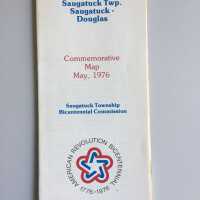 Saugatuck Twp.
Saugatuck -
Douglas
Commemorative
Map
May, 1976
Saugatuck Township
Bicentennial Commission
AMERICAN REVOLUTION BICENTENNIAL
1776-1976